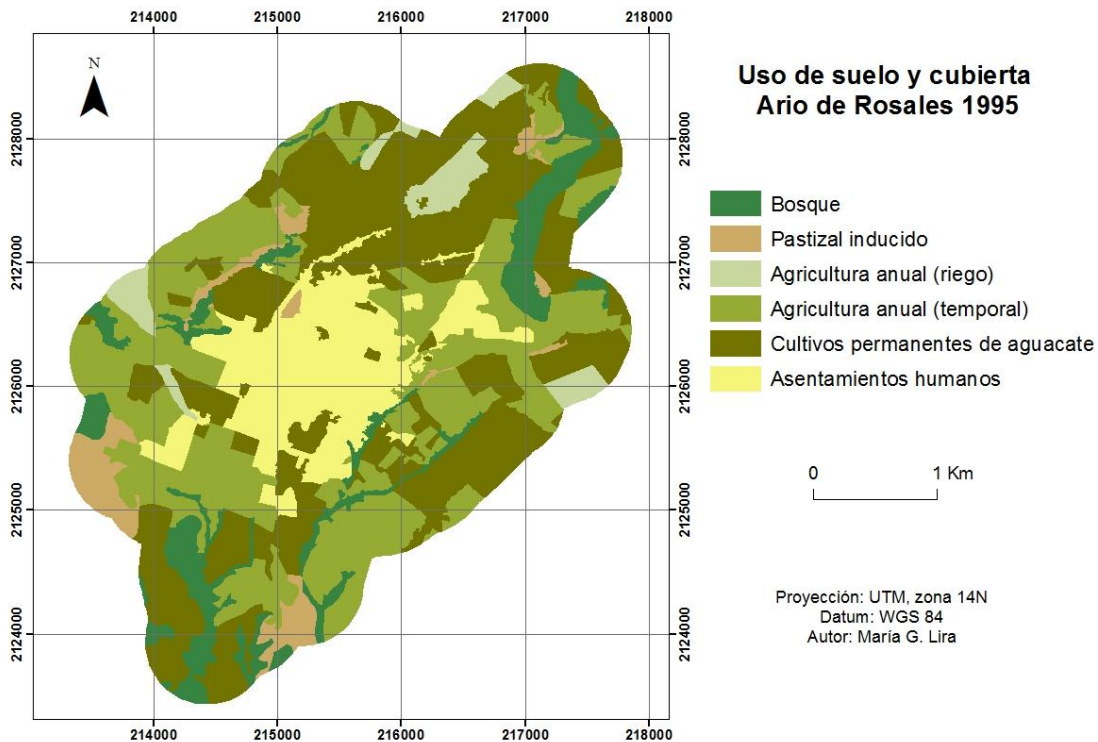 214000 215000 216000 217000 218000
N
Uso de suelo y cubierta
Ario de Rosales 1995
2128000
2128000
Bosque
Pastizal inducido
2127000
2127000
Agricultura anual (riego)
Agricultura anual (temporal)
Cultivos permanentes de aguacate
2126000
2126000
Asentamientos humanos
0 1 Km
2125000
2125000
Proyección: UTM, zona 14N
Datum: WGS 84
Autor: María G. Lira
2124000
2124000
214000 215000 216000 217000 218000